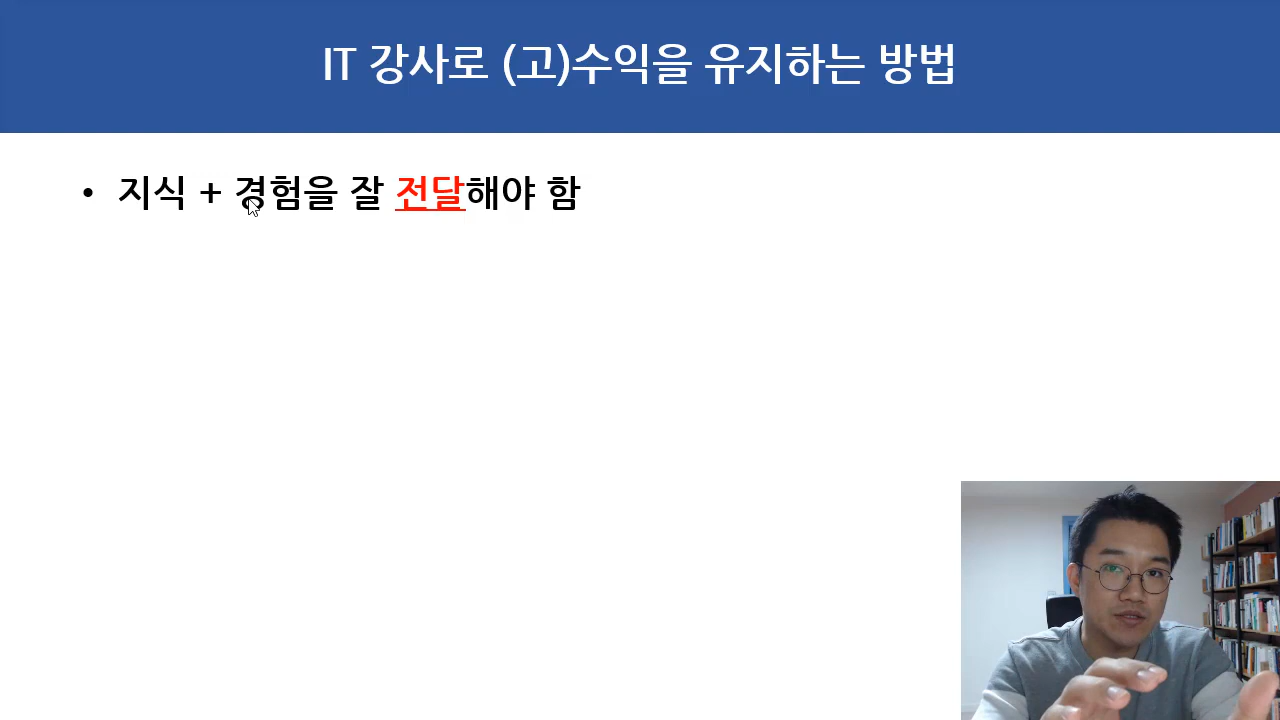 IT 강사로 (고)수익을 유지하는 방법
• 지식 + 경험을 잘 전달해야 함